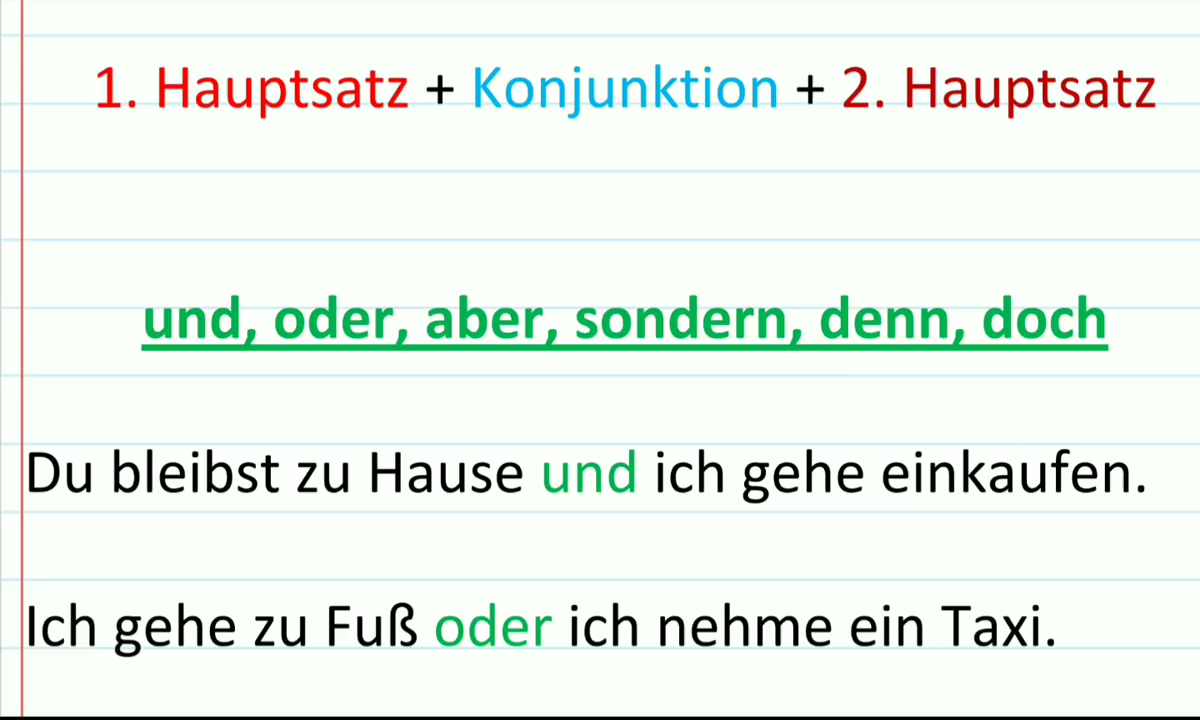 1. Hauptsatz + Konjunktion + 2. Hauptsatz
und, oder, aber, sondern, denn, doch
Du bleibst zu Hause und ich gehe einkaufen.
Ich gehe zu Fuß oder ich nehme ein Taxi.